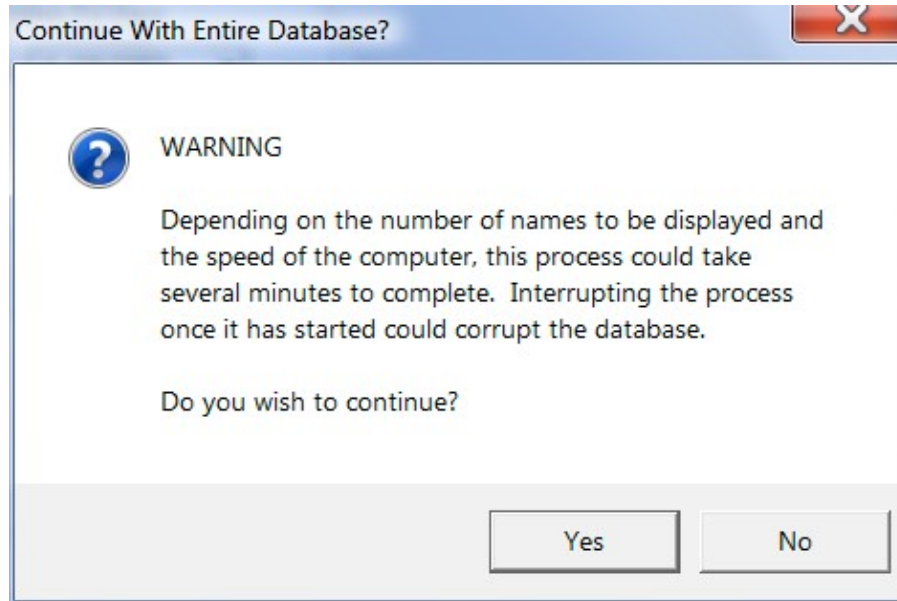 Continue With Entire Database?
WARNING
Depending on the number of names to be displayed and
the speed of the computer, this process could take
several minutes to complete.  Interrupting the process
once it has started could corrupt the database.
Do you wish to continue?
Yes No